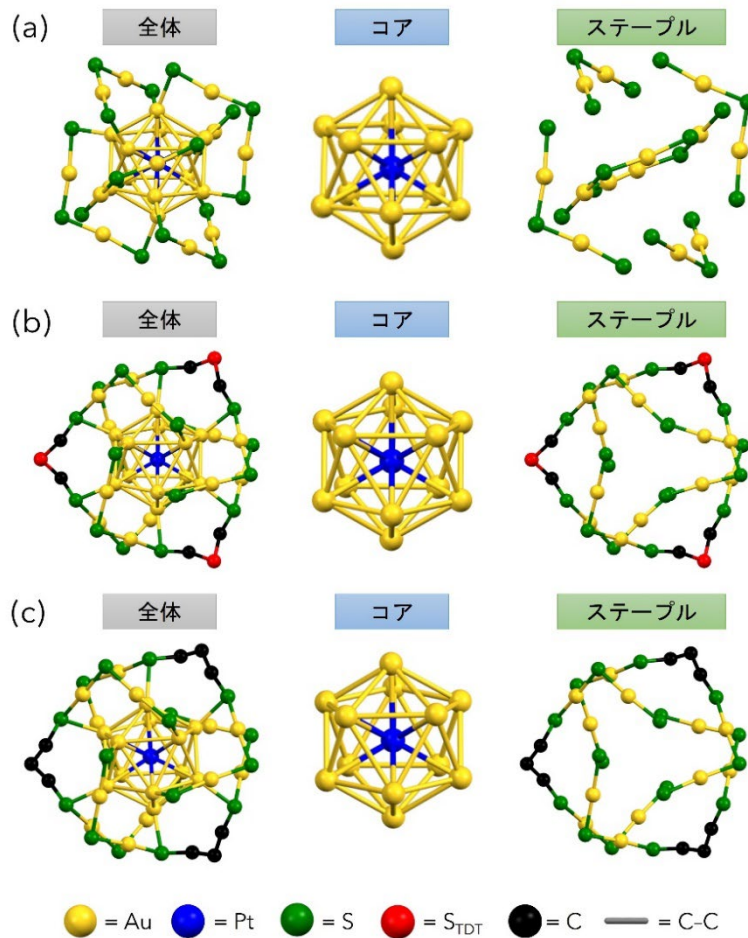 (a) 全体 コア ステープル
(b) 全体 コア ステープル
(c) 全体 コア ステープル
= Au = Pt = S = S_TDT = C = C–C